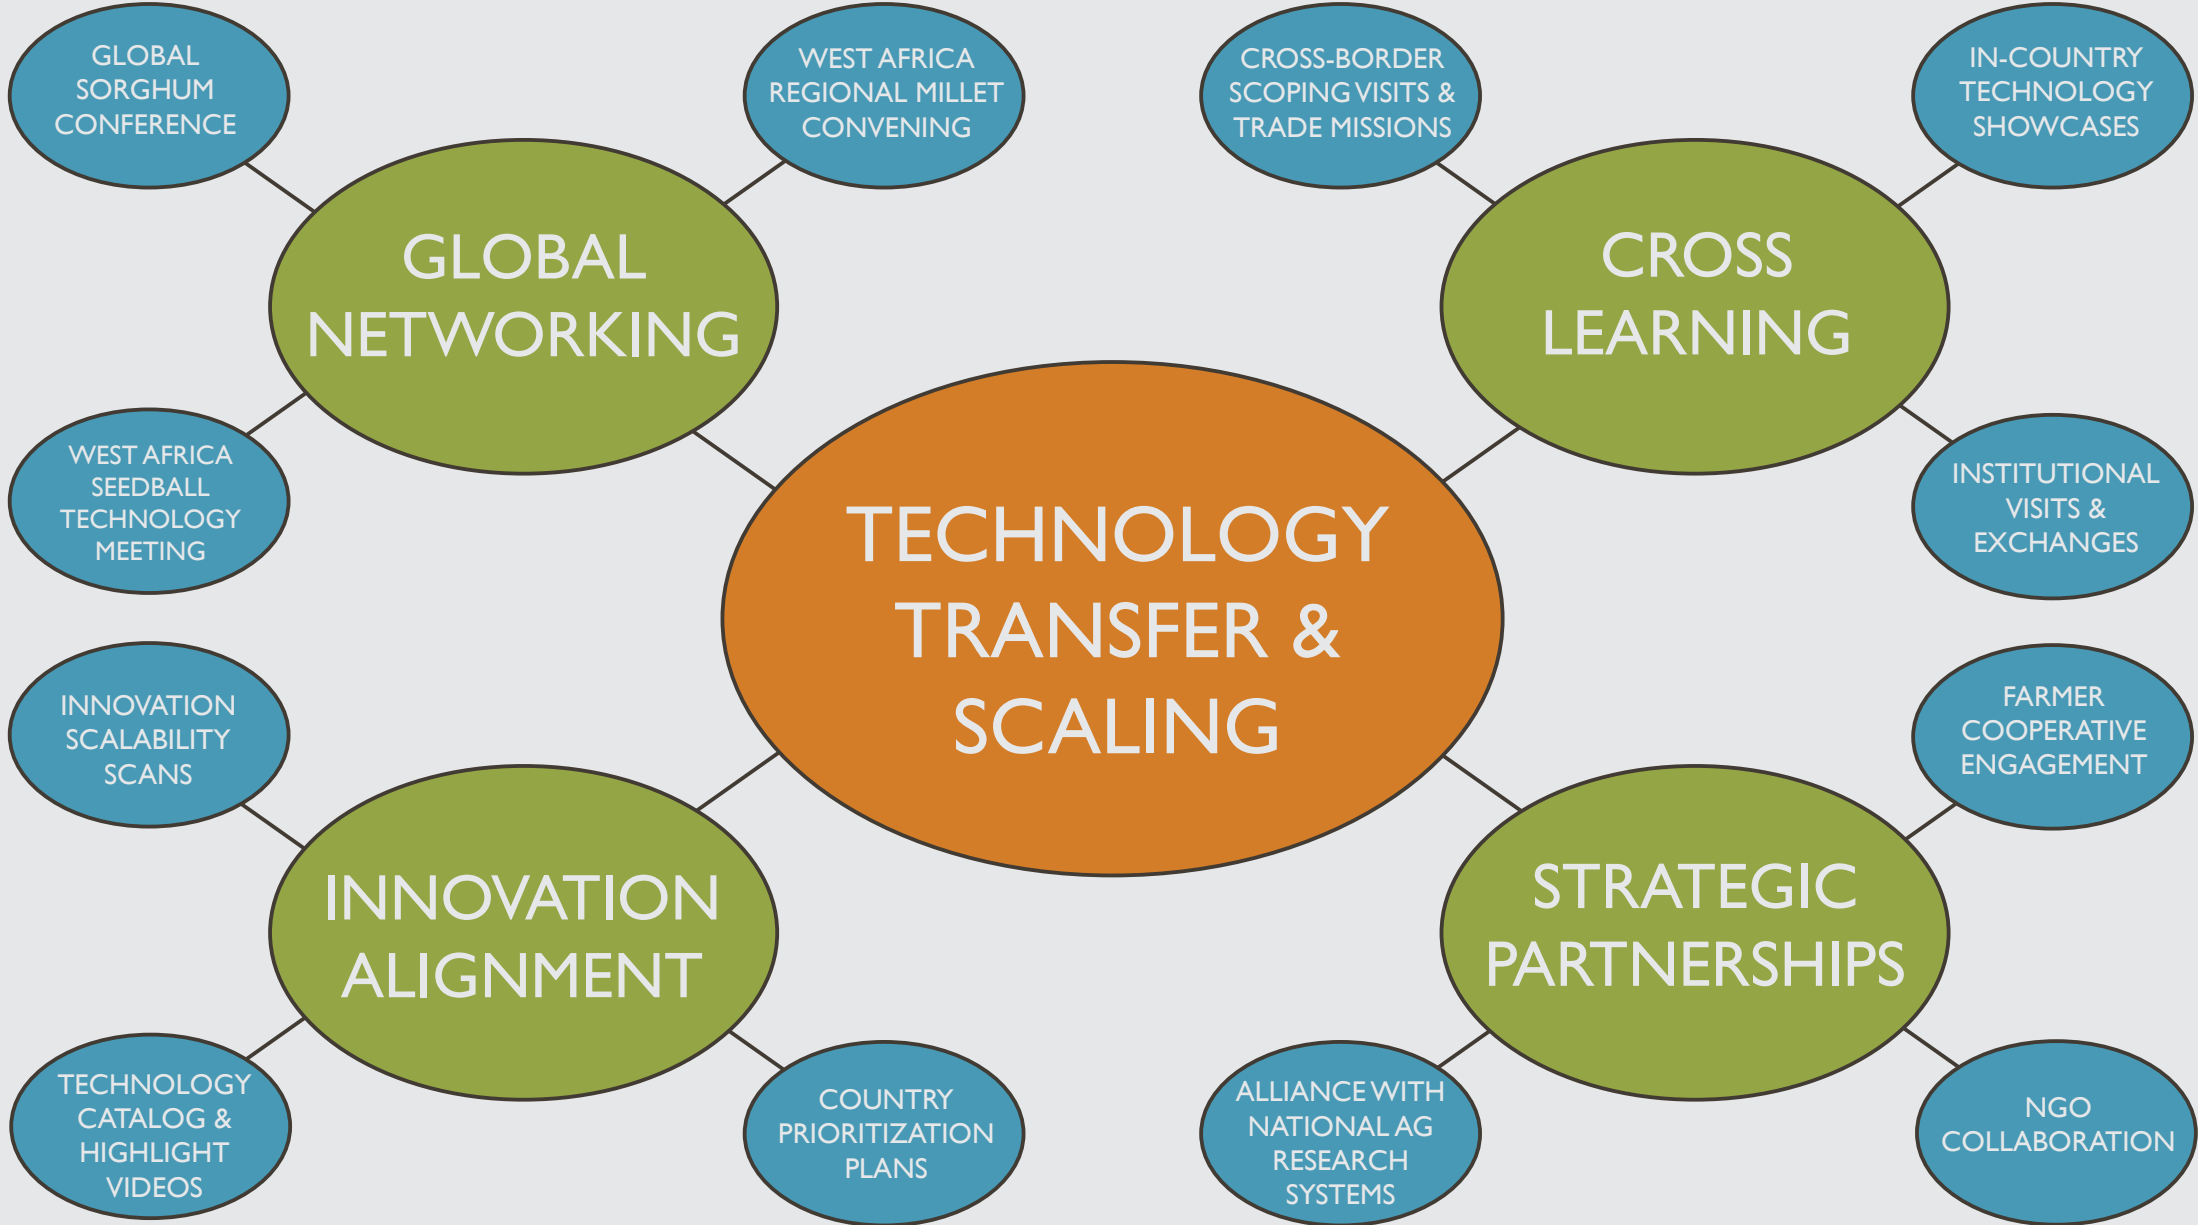 GLOBAL
SORGHUM
CONFERENCE
WEST AFRICA
REGIONAL MILLET
CONVENING
CROSS-BORDER
SCOPING VISITS &
TRADE MISSIONS
IN-COUNTRY
TECHNOLOGY
SHOWCASES
GLOBAL
NETWORKING
CROSS
LEARNING
WEST AFRICA
SEEDBALL
TECHNOLOGY
MEETING
INSTITUTIONAL
VISITS &
EXCHANGES
TECHNOLOGY
TRANSFER &
SCALING
INNOVATION
SCALABILITY
SCANS
FARMER
COOPERATIVE
ENGAGEMENT
INNOVATION
ALIGNMENT
STRATEGIC
PARTNERSHIPS
TECHNOLOGY
CATALOG &
HIGHLIGHT
VIDEOS
COUNTRY
PRIORITIZATION
PLANS
ALLIANCE WITH
NATIONAL AG
RESEARCH
SYSTEMS
NGO
COLLABORATION